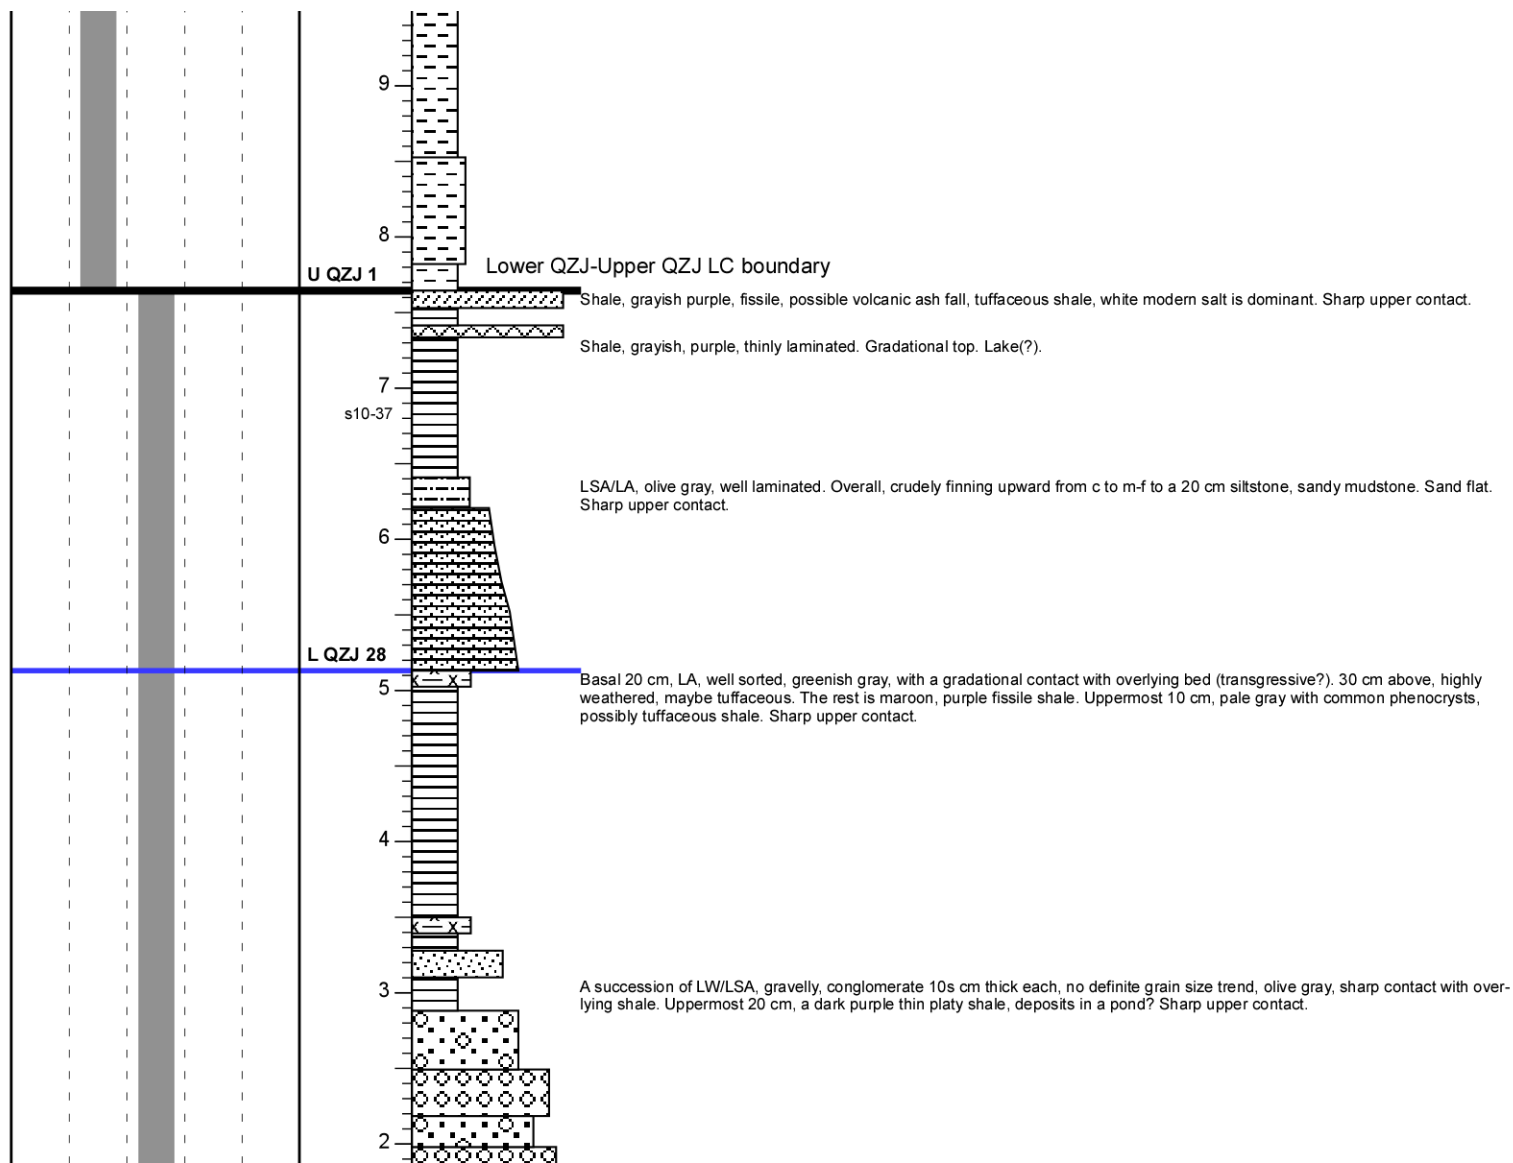 9
8
U QZJ 1
Lower QZJ-Upper QZJ LC boundary
Shale, grayish purple, fissile, possible volcanic ash fall, tuffaceous shale, white modern salt is dominant. Sharp upper contact.
Shale, grayish, purple, thinly laminated. Gradational top. Lake(?).
7
s10-37
LSA/LA, olive gray, well laminated. Overall, crudely finning upward from c to m-f to a 20 cm siltstone, sandy mudstone. Sand flat.
Sharp upper contact.
6
L QZJ 28
5
Basal 20 cm, LA, well sorted, greenish gray, with a gradational contact with overlying bed (transgressive?). 30 cm above, highly
weathered, maybe tuffaceous. The rest is maroon, purple fissile shale. Uppermost 10 cm, pale gray with common phenocrysts,
possibly tuffaceous shale. Sharp upper contact.
4
3
A succession of LW/LSA, gravelly, conglomerate 10s cm thick each, no definite grain size trend, olive gray, sharp contact with over-
lying shale. Uppermost 20 cm, a dark purple thin platy shale, deposits in a pond? Sharp upper contact.
2